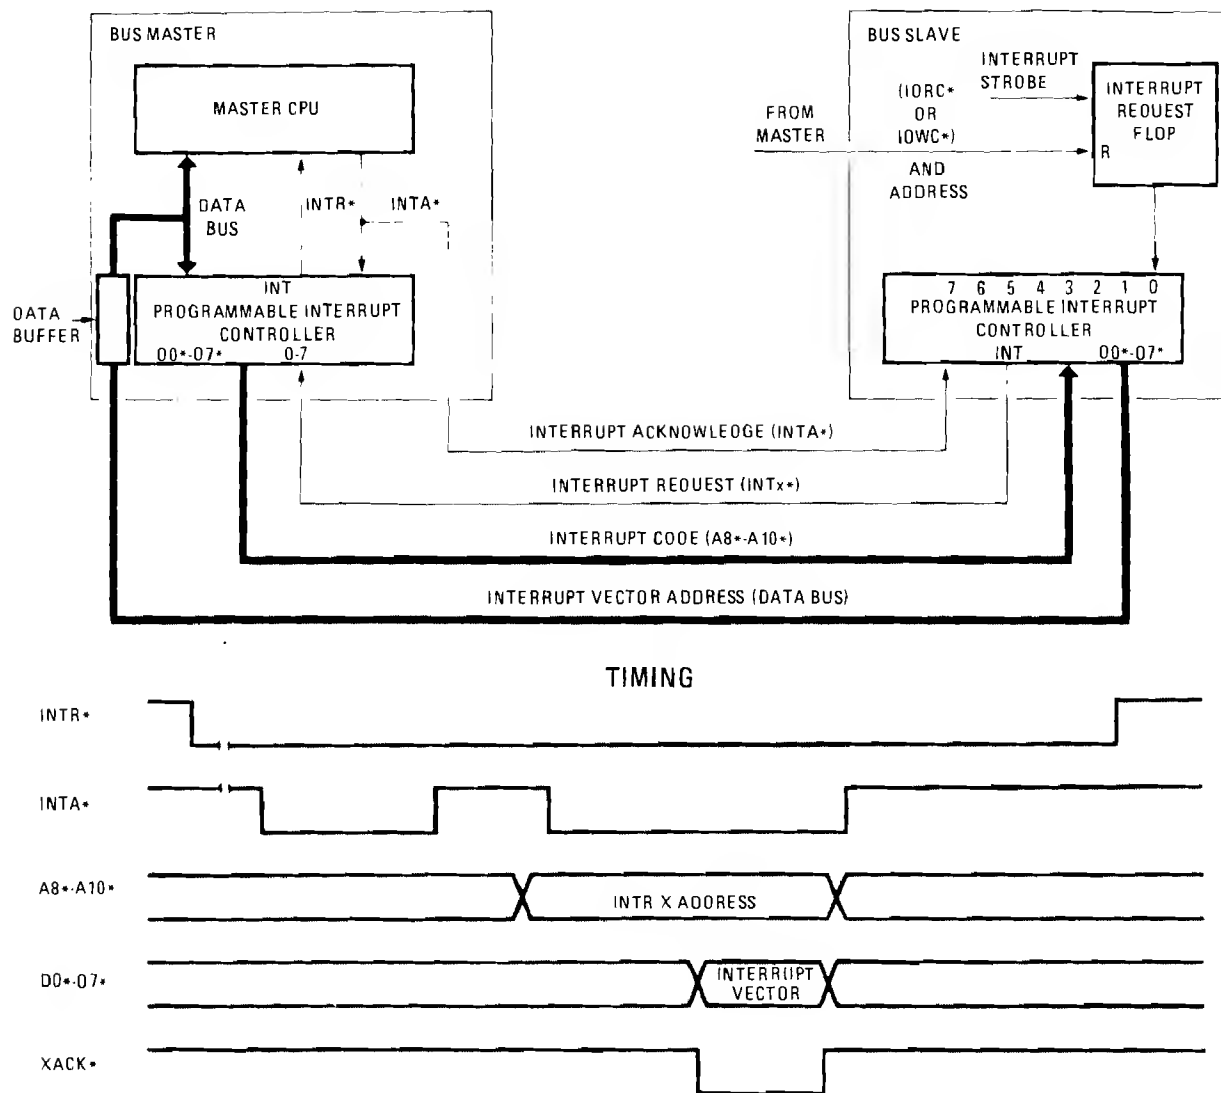 BUS MASTER
MASTER CPU
DATA
BUS
INTR*
INTA*
DATA
BUFFER
INT
PROGRAMMABLE INTERRUPT
CONTROLLER
00*-07*
0-7
BUS SLAVE
INTERRUPT
STROBE
FROM
MASTER
(IORC*
OR
IOWC*)
AND
ADDRESS
INTERRUPT
REQUEST
FLOP
R
7 6 5 4 3 2 1 0
PROGRAMMABLE INTERRUPT
CONTROLLER
INT
00*-07*
INTERRUPT ACKNOWLEOGE (INTA*)
INTERRUPT REQUEST (INTx*)
INTERRUPT CODE (A8*-A10*)
INTERRUPT VECTOR ADDRESS (DATA BUS)
TIMING
INTR*
INTA*
A8*-A10*
INTR X ADDRESS
D0*-07*
INTERRUPT
VECTOR
XACK*